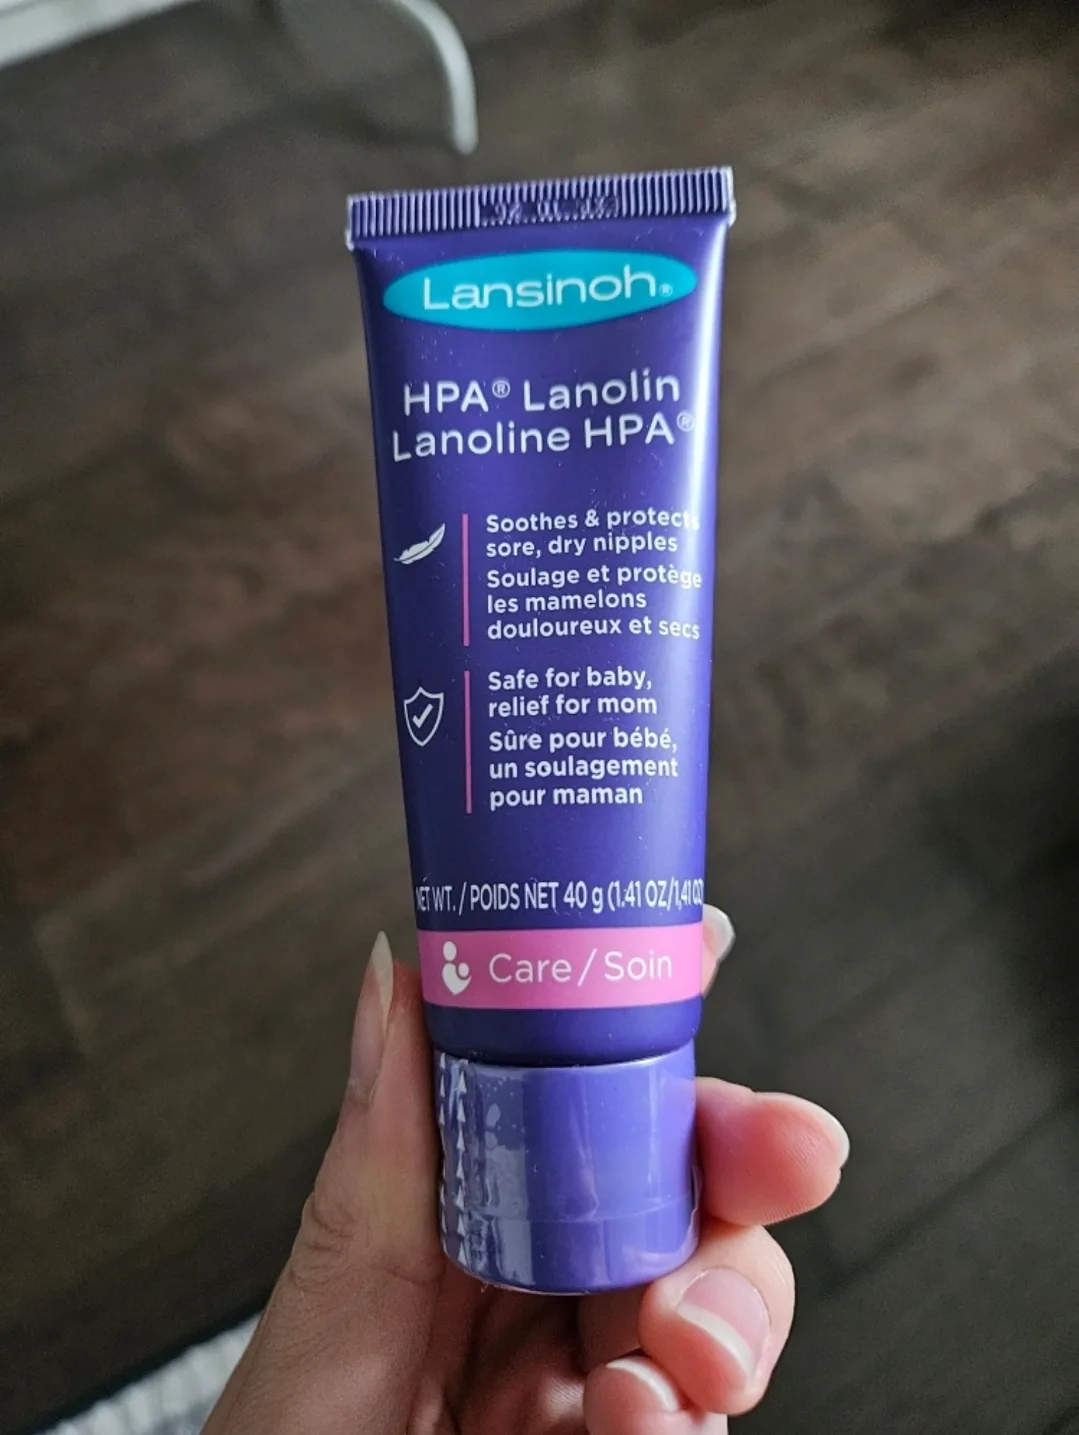 Lansinoh®
HPA® Lanolin
Lanoline HPA®
Soothes & protects
sore, dry nipples
Soulage et protège
les mamelons
douloureux et secs
Safe for baby,
relief for mom
Sûre pour bébé,
un soulagement
pour maman
NET WT. / POIDS NET 40 g (1.41 OZ/1,41 OZ)
Care / Soin